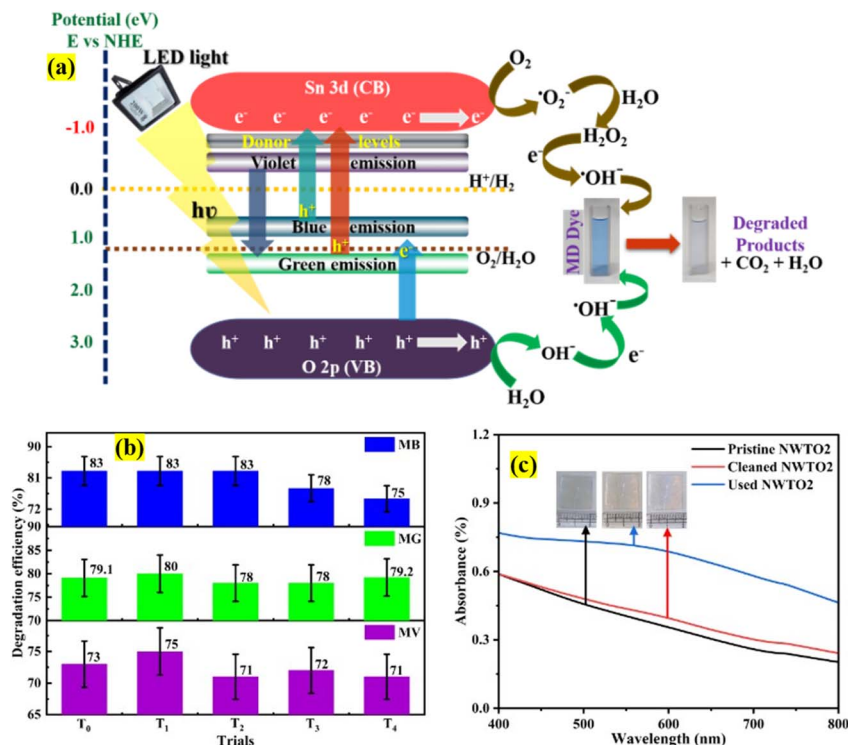 Potential (eV)
E vs NHE
(a)
LED light
-1.0
0.0
1.0
2.0
3.0
hυ
Sn 3d (CB)
e⁻ e⁻ e⁻ e⁻ e⁻ e⁻
Donor levels
Violet emission
H⁺/H₂
h⁺
Blue emission
h⁺
e⁻
O₂/H₂O
Green emission
h⁺ h⁺ h⁺ h⁺ h⁺ h⁺
O 2p (VB)
O₂
•O₂⁻
H₂O
H₂O₂
e⁻
•OH⁻
MD Dye
Degraded
Products
+ CO₂ + H₂O
•OH⁻
OH⁻
e⁻
H₂O
(b)
Degradation efficiency (%)
90
81
72
MB
83 83 83 78 75
90
80
75
70
MG
79.1 80 78 78 79.2
75
70
65
MV
73 75 71 72 71
T₀ T₁ T₂ T₃ T₄
Trials
(c)
Absorbance (%)
1.2
0.9
0.6
0.3
0.0
Pristine NWTO2
Cleaned NWTO2
Used NWTO2
400 500 600 700 800
Wavelength (nm)